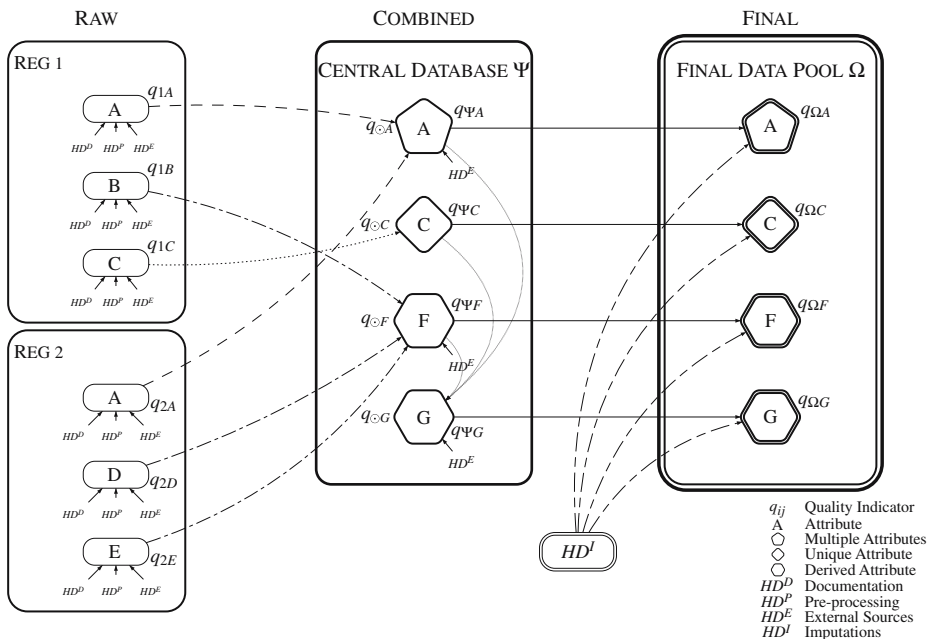 RAW
COMBINED
FINAL
REG 1
A
q1A
HD^D HD^P HD^E
B
q1B
HD^D HD^P HD^E
C
q1C
HD^D HD^P HD^E
REG 2
A
q2A
HD^D HD^P HD^E
D
q2D
HD^D HD^P HD^E
E
q2E
HD^D HD^P HD^E
CENTRAL DATABASE Ψ
q⊙A
A
qΨA
HD^E
q⊙C
C
qΨC
q⊙F
F
qΨF
HD^E
q⊙G
G
qΨG
HD^E
FINAL DATA POOL Ω
A
qΩA
C
qΩC
F
qΩF
G
qΩG
HD^I
qij Quality Indicator
A Attribute
Multiple Attributes
Unique Attribute
Derived Attribute
HD^D Documentation
HD^P Pre-processing
HD^E External Sources
HD^I Imputations